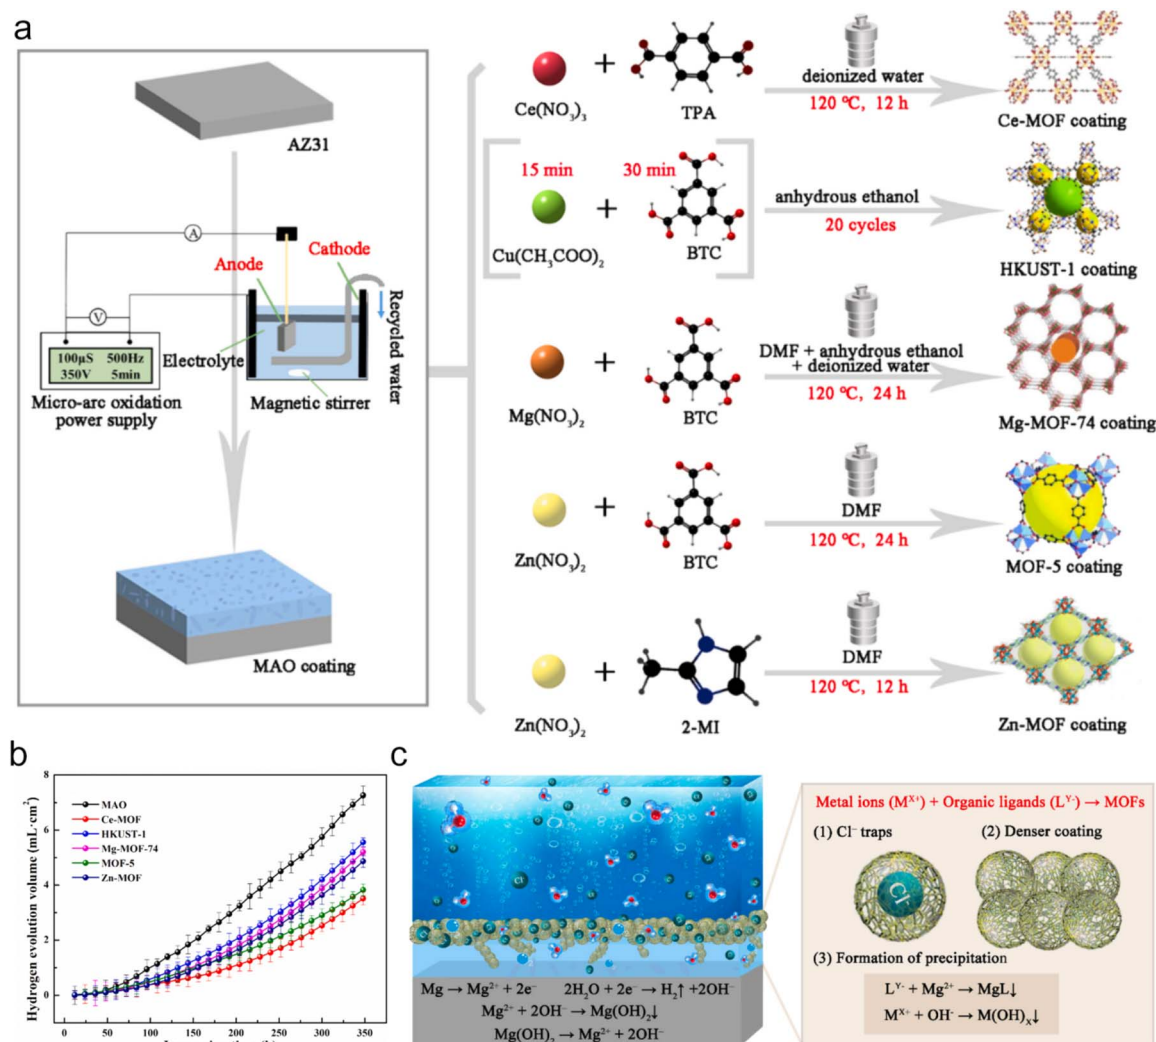 a
AZ31
A
Anode
Cathode
Recycled water
V
Electrolyte
100μS 500Hz
350V 5min
Magnetic stirrer
Micro-arc oxidation
power supply
MAO coating
Ce(NO₃)₃
+
TPA
deionized water
120 ℃, 12 h
Ce-MOF coating
15 min
30 min
Cu(CH₃COO)₂
+
BTC
anhydrous ethanol
20 cycles
HKUST-1 coating
Mg(NO₃)₂
+
BTC
DMF + anhydrous ethanol
+ deionized water
120 ℃, 24 h
Mg-MOF-74 coating
Zn(NO₃)₂
+
BTC
DMF
120 ℃, 24 h
MOF-5 coating
Zn(NO₃)₂
+
2-MI
DMF
120 ℃, 12 h
Zn-MOF coating
b
Hydrogen evolution volume (mL·cm²)
8
6
4
2
0
MAO
Ce-MOF
HKUST-1
Mg-MOF-74
MOF-5
Zn-MOF
0 50 100 150 200 250 300 350
c
Cl⁻
Mg → Mg²⁺ + 2e⁻ 2H₂O + 2e⁻ → H₂↑ +2OH⁻
Mg²⁺ + 2OH⁻ → Mg(OH)₂↓
Mg(OH)₂ → Mg²⁺ + 2OH⁻
Metal ions (Mˣ⁺) + Organic ligands (Lʸ⁻) → MOFs
(1) Cl⁻ traps
(2) Denser coating
Cl⁻
(3) Formation of precipitation
Lʸ⁻ + Mg²⁺ → MgL↓
Mˣ⁺ + OH⁻ → M(OH)ₓ↓